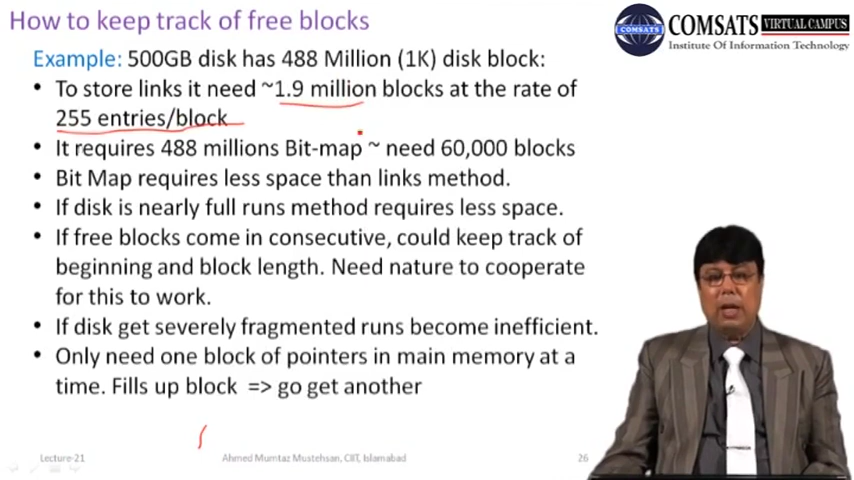 How to keep track of free blocks
COMSATS VIRTUAL CAMPUS
Institute Of Information Technology
Example: 500GB disk has 488 Million (1K) disk block:
• To store links it need ~1.9 million blocks at the rate of
255 entries/block
• It requires 488 millions Bit-map ~ need 60,000 blocks
• Bit Map requires less space than links method.
• If disk is nearly full runs method requires less space.
• If free blocks come in consecutive, could keep track of
beginning and block length. Need nature to cooperate
for this to work.
• If disk get severely fragmented runs become inefficient.
• Only need one block of pointers in main memory at a
time. Fills up block => go get another
Lecture-21 Ahmed Mumtaz Mustehsan, CIIT, Islamabad 26